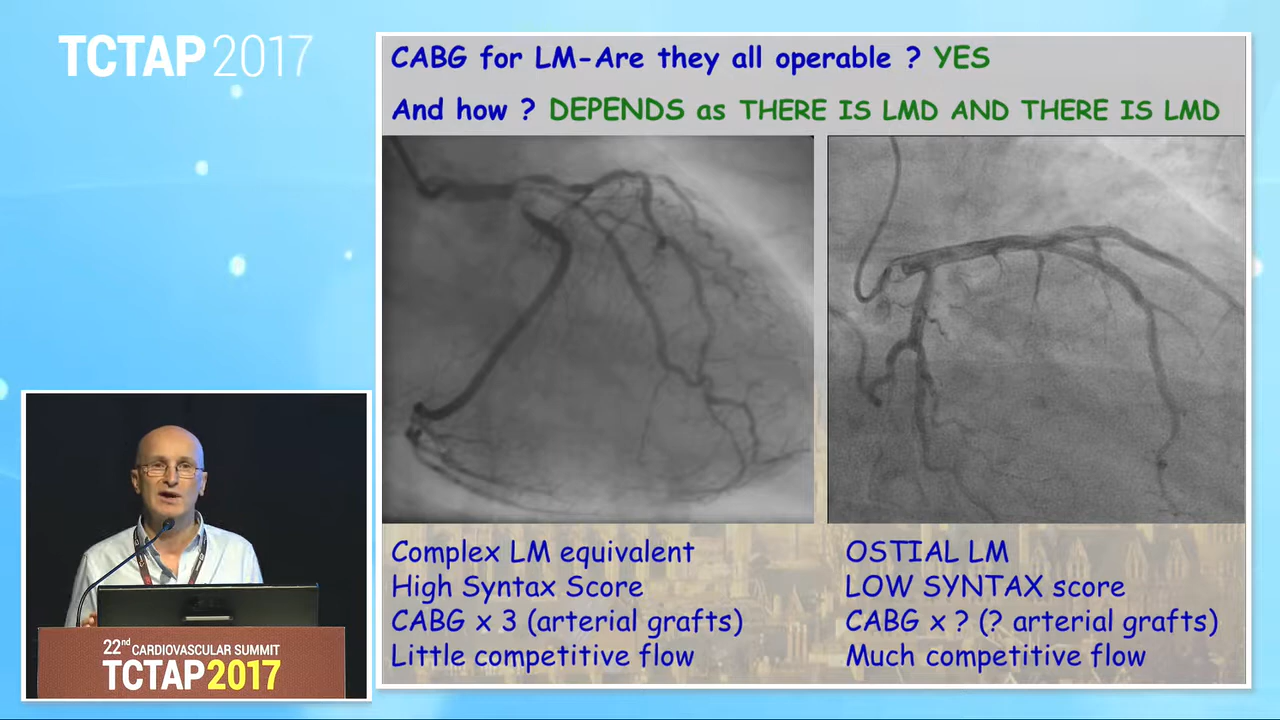 TCTAP 2017
CABG for LM-Are they all operable ? YES
And how ? DEPENDS as THERE IS LMD AND THERE IS LMD
Complex LM equivalent
High Syntax Score
CABG x 3 (arterial grafts)
Little competitive flow
OSTIAL LM
LOW SYNTAX score
CABG x ? (? arterial grafts)
Much competitive flow
22nd CARDIOVASCULAR SUMMIT
TCTAP2017